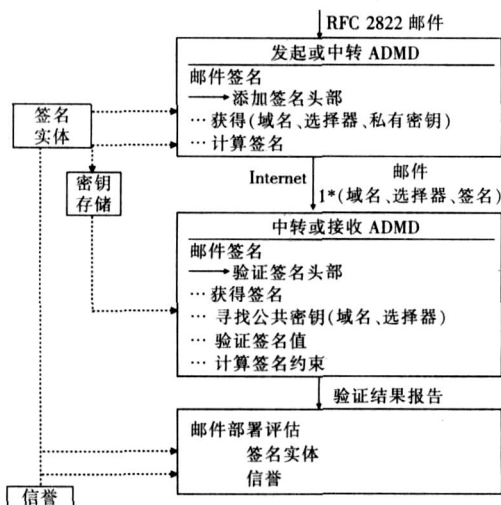 RFC 2822 邮件
发起或中转 ADMD
邮件签名
添加签名头部
… 获得(域名、选择器、私有密钥)
… 计算签名
签名
实体
密钥
存储
Internet
邮件
1*(域名、选择器、签名)
中转或接收 ADMD
邮件签名
验证签名头部
… 获得签名
… 寻找公共密钥(域名、选择器)
… 验证签名值
… 计算签名约束
验证结果报告
邮件部署评估
签名实体
信誉
信誉